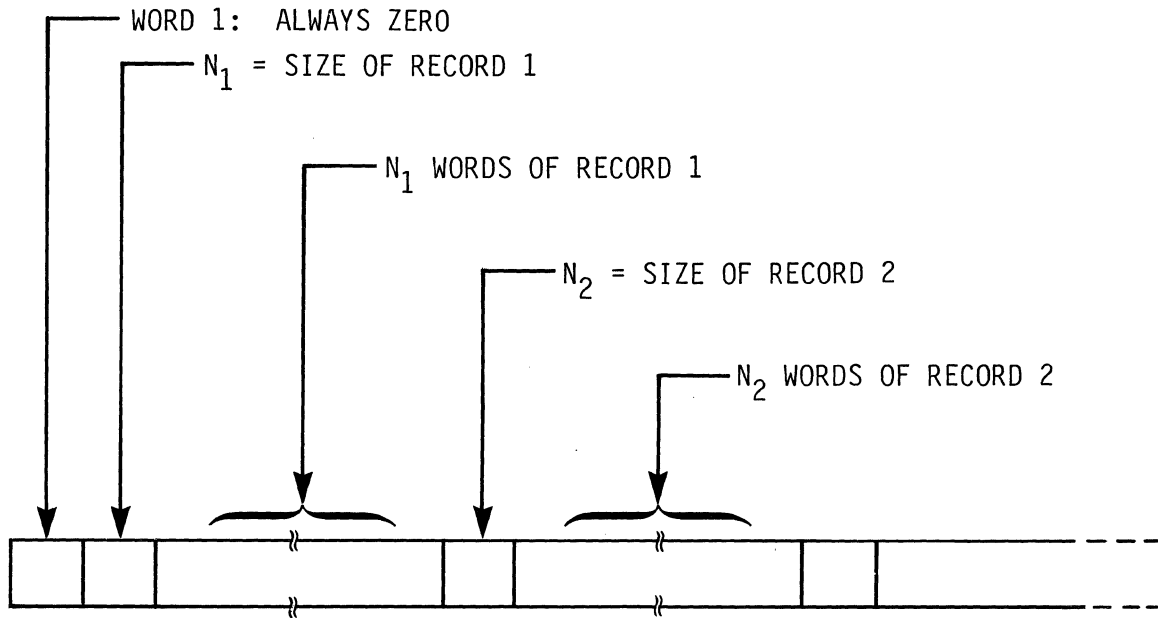 WORD 1: ALWAYS ZERO
N1 = SIZE OF RECORD 1
N1 WORDS OF RECORD 1
N2 = SIZE OF RECORD 2
N2 WORDS OF RECORD 2